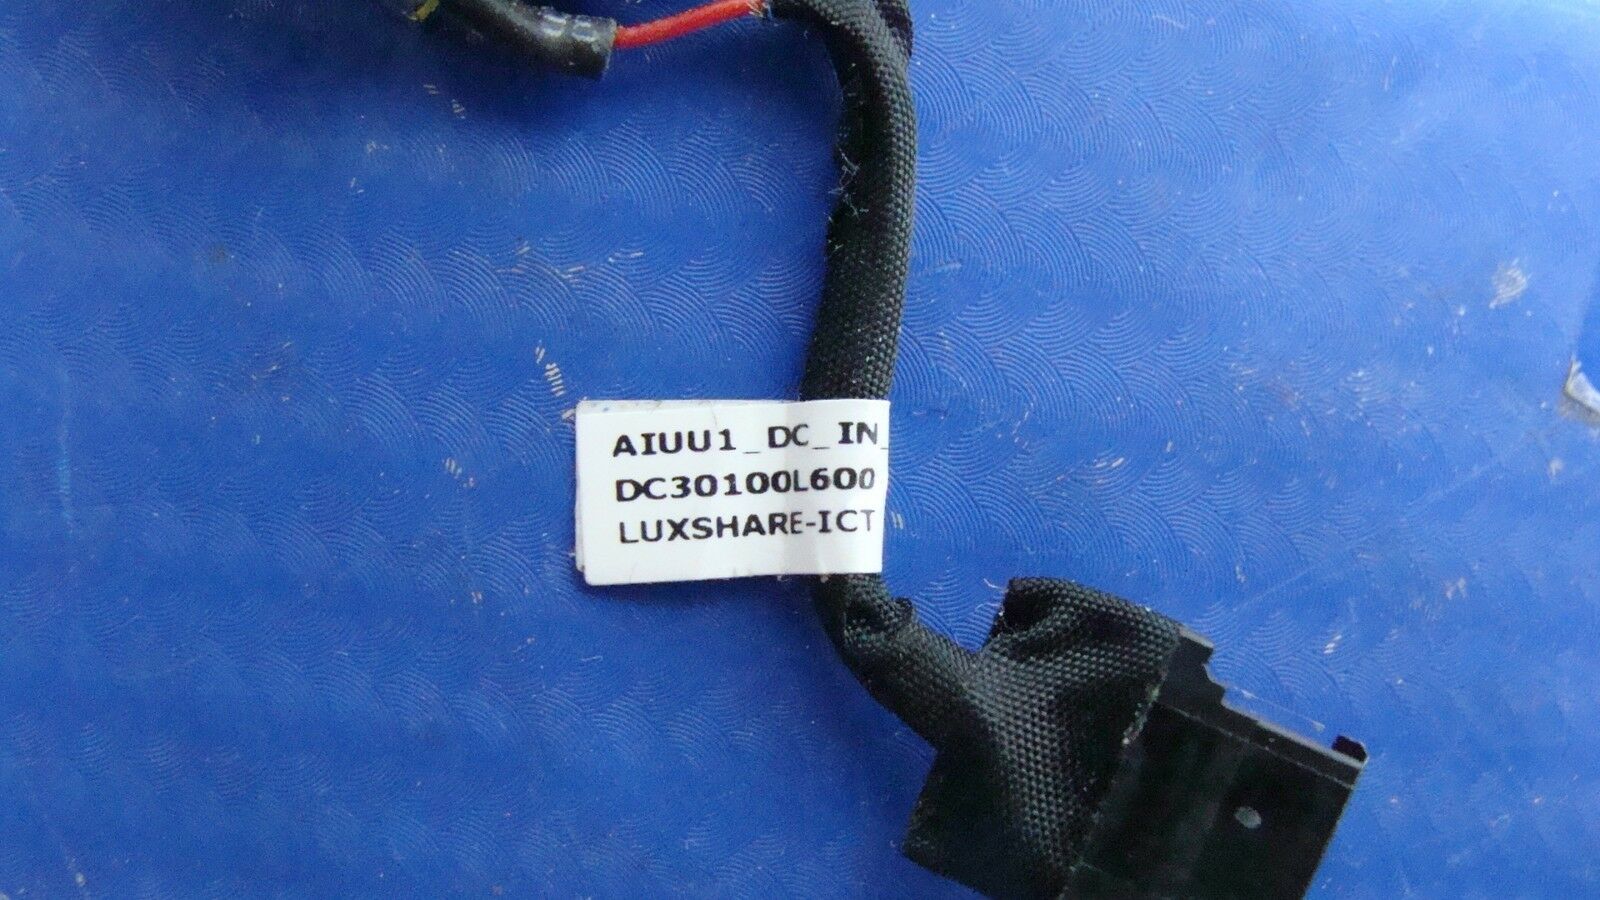 AIUU1_DC_IN_
DC30100L600
LUXSHARE-ICT